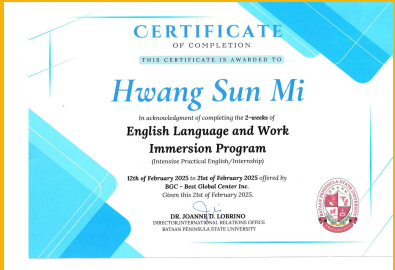 CERTIFICATE
OF COMPLETION
THIS CERTIFICATE IS AWARDED TO
Hwang Sun Mi
In acknowledgment of completing the 2-weeks of
English Language and Work
Immersion Program
(Intensive Practical English/Internship)
12th of February 2025 to 21st of February 2025 offered by
BGC - Best Global Center Inc.
Given this 21st of February 2025.
DR. JOANNE D. LOBRINO
DIRECTOR, INTERNATIONAL RELATIONS OFFICE
BATAAN PENINSULA STATE UNIVERSITY